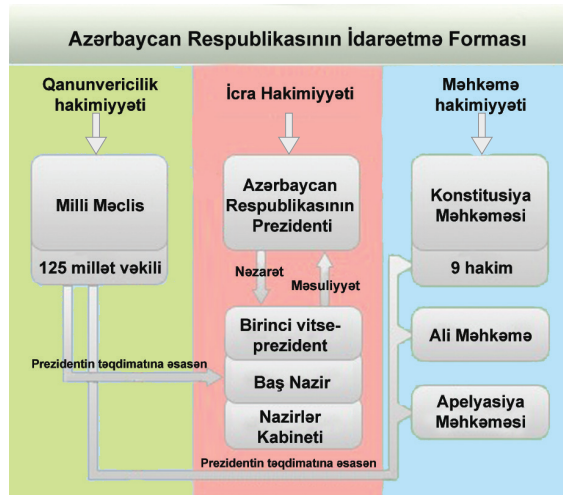 Azərbaycan Respublikasının İdarəetmə Forması
Qanunvericilik
hakimiyyəti
Milli Məclis
125 millət vəkili
İcra Hakimiyyəti
Azərbaycan
Respublikasının
Prezidenti
Nəzarət
Məsuliyyət
Birinci vitse-
prezident
Baş Nazir
Nazirlər
Kabineti
Prezidentin təqdimatına əsasən
Prezidentin təqdimatına əsasən
Məhkəmə
hakimiyyəti
Konstitusiya
Məhkəməsi
9 hakim
Ali Məhkəmə
Apelyasiya
Məhkəməsi